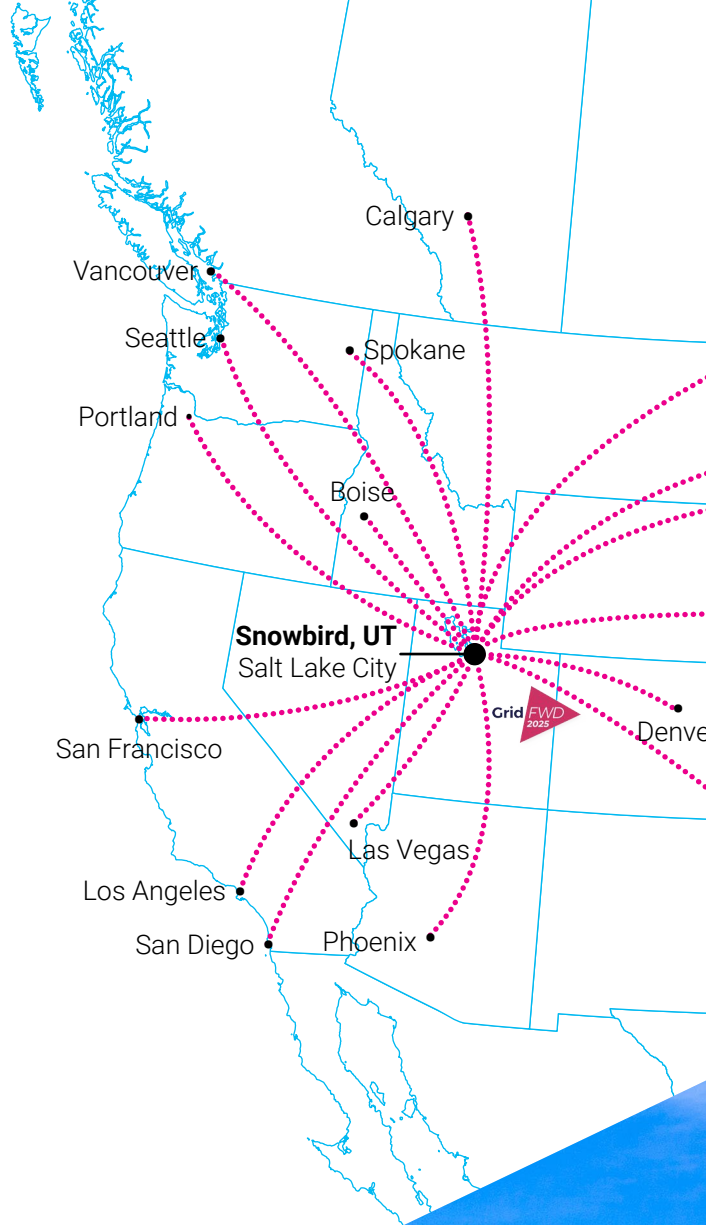 Calgary
Vancouver
Seattle
Spokane
Portland
Boise
Snowbird, UT
Salt Lake City
Grid FWD
2025
Denve
San Francisco
Las Vegas
Los Angeles
San Diego
Phoenix